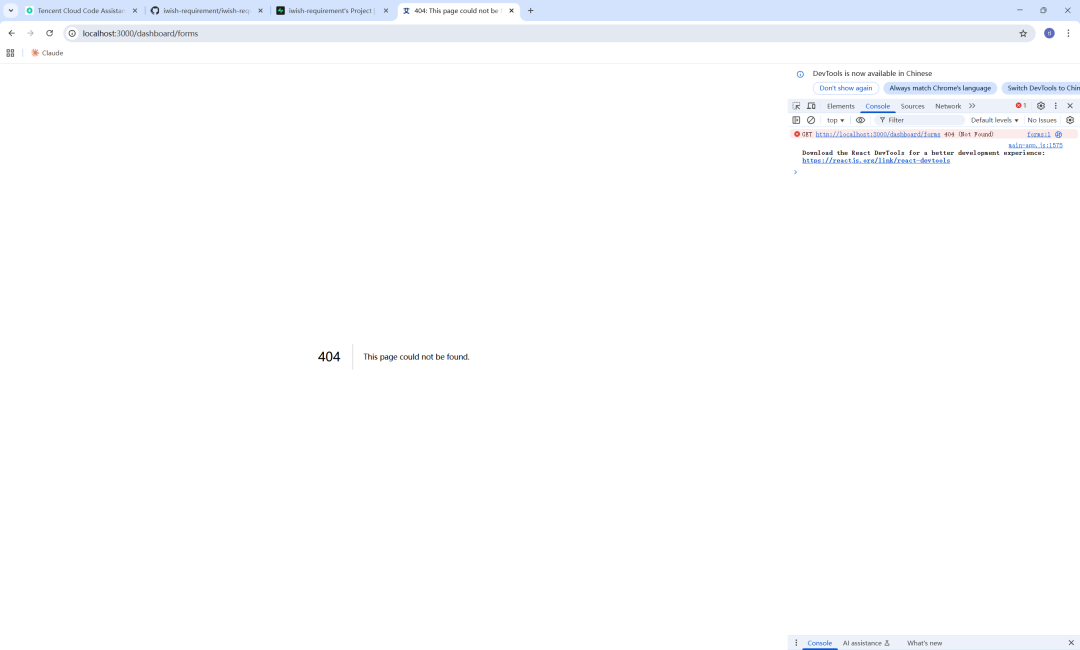 Tencent Cloud Code Assistan
iwish-requirement/iwish-req
iwish-requirement's Project
404: This page could not be
localhost:3000/dashboard/forms
Claude
DevTools is now available in Chinese
Don't show again
Always match Chrome's language
Switch DevTools to Chin
Elements
Console
Sources
Network
1
top
Filter
Default levels
No Issues
GET http://localhost:3000/dashboard/forms 404 (Not Found)
forms:1
main-app.js:1575
Download the React DevTools for a better development experience:
https://reactjs.org/link/react-devtools
404
This page could not be found.
Console
AI assistance
What's new